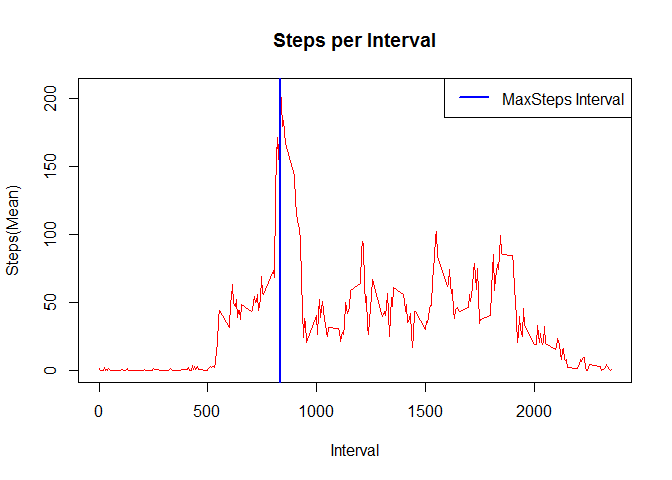 Steps per Interval
MaxSteps Interval
Steps(Mean)
200
150
100
50
0
0 500 1000 1500 2000
Interval